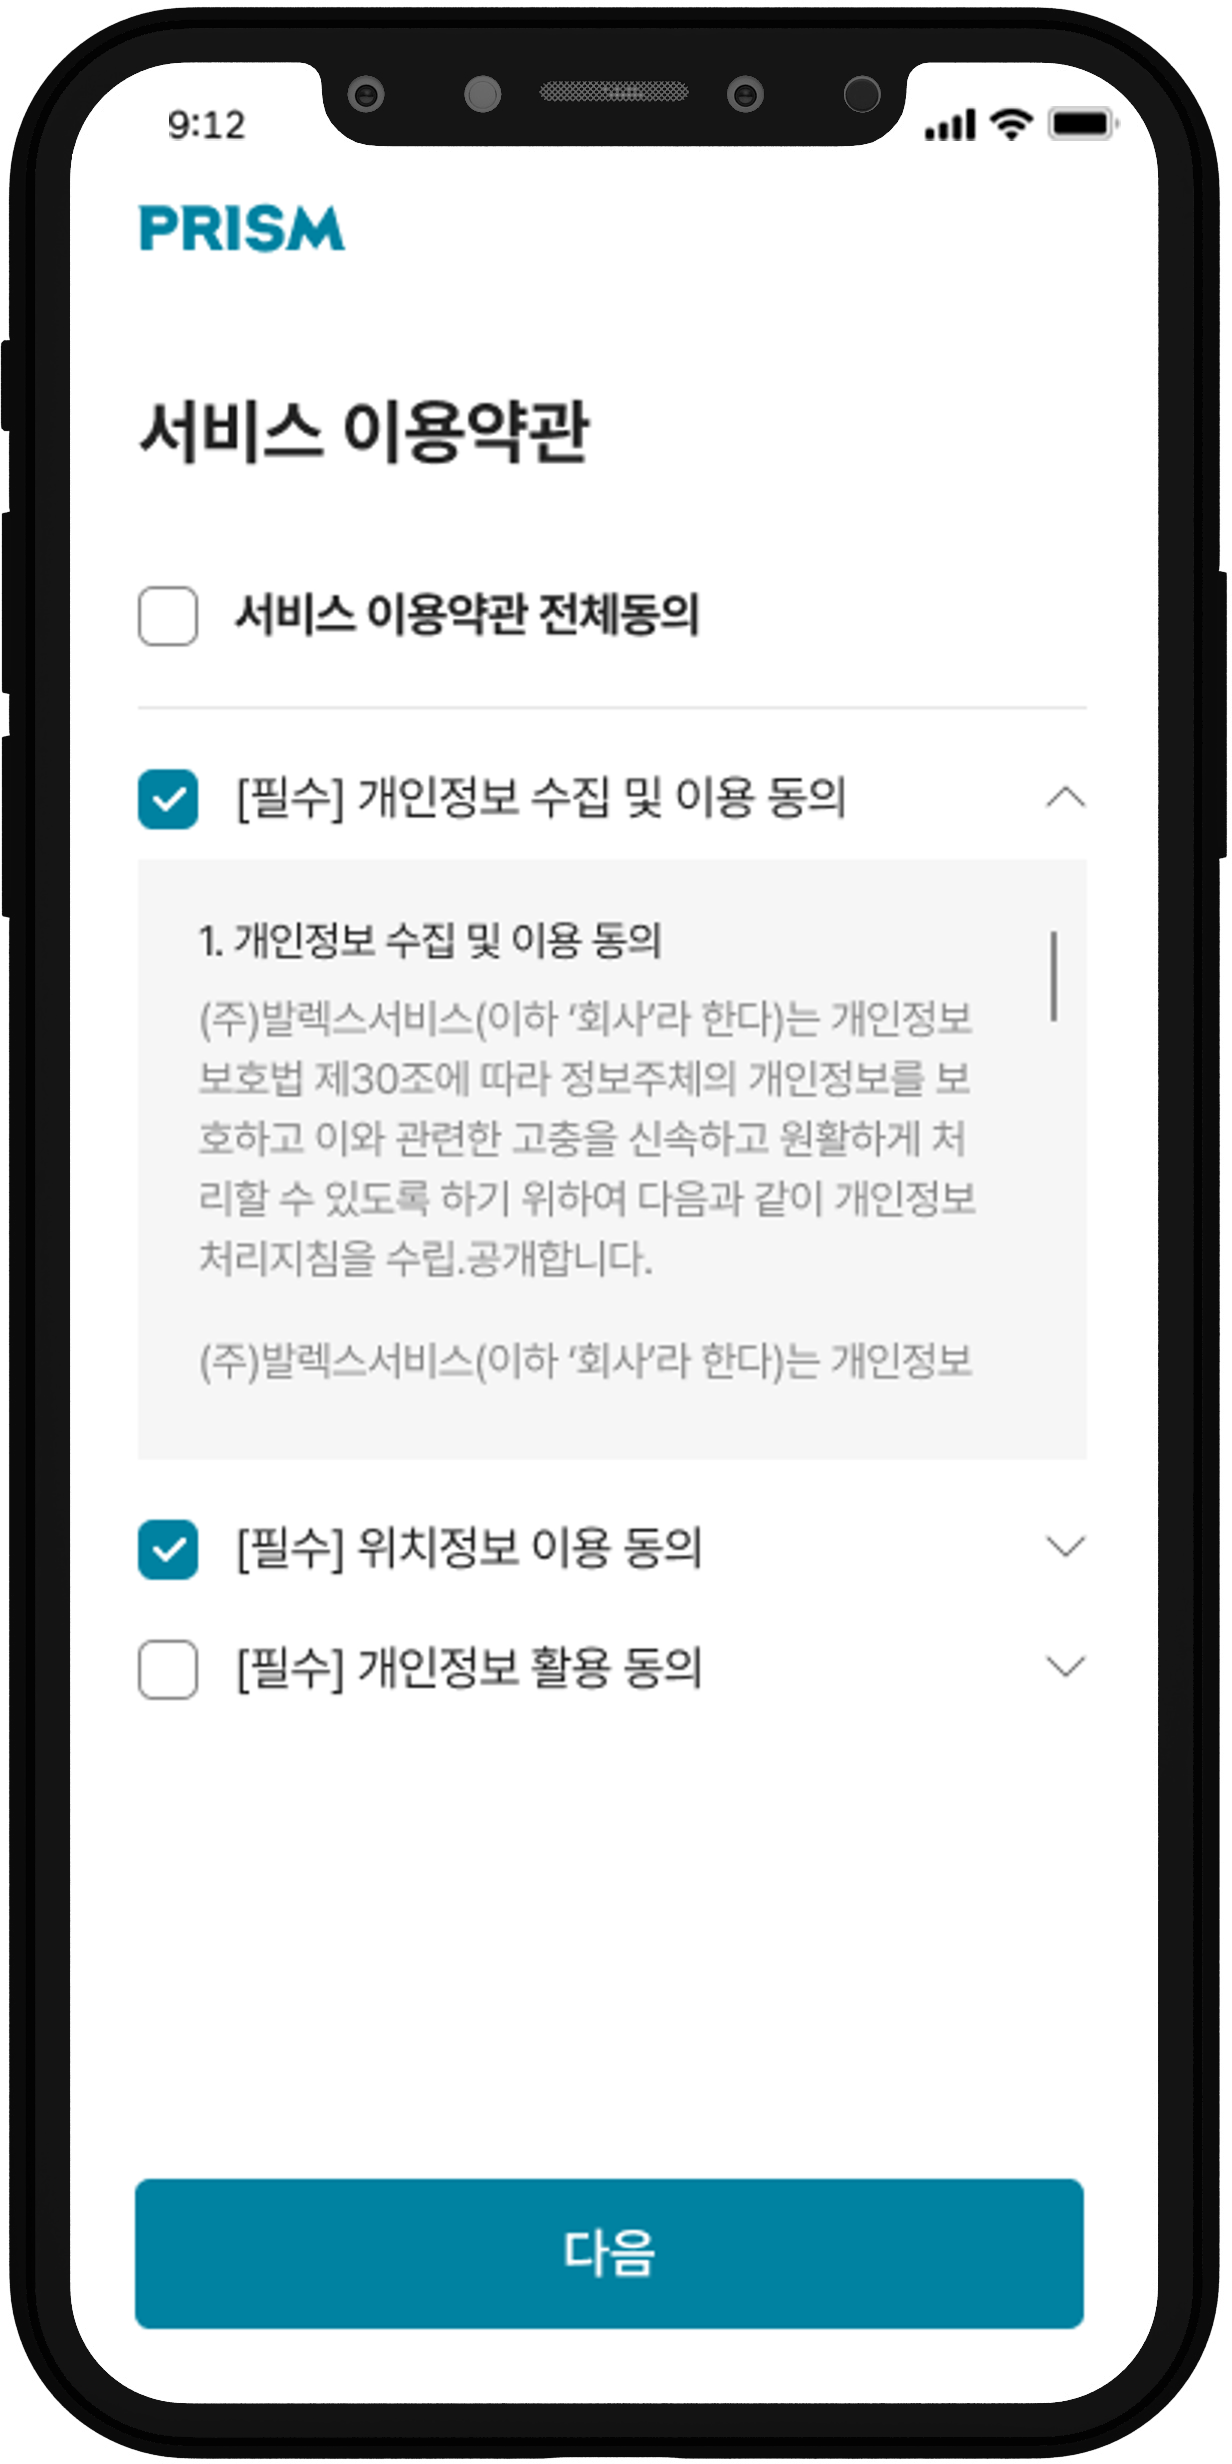 9:12
PRISM
서비스 이용약관
서비스 이용약관 전체동의
[필수] 개인정보 수집 및 이용 동의
1. 개인정보 수집 및 이용 동의
(주)발렉스서비스(이하 ‘회사’라 한다)는 개인정보
보호법 제30조에 따라 정보주체의 개인정보를 보
호하고 이와 관련한 고충을 신속하고 원활하게 처
리할 수 있도록 하기 위하여 다음과 같이 개인정보
처리지침을 수립.공개합니다.
(주)발렉스서비스(이하 ‘회사’라 한다)는 개인정보
[필수] 위치정보 이용 동의
[필수] 개인정보 활용 동의
다음